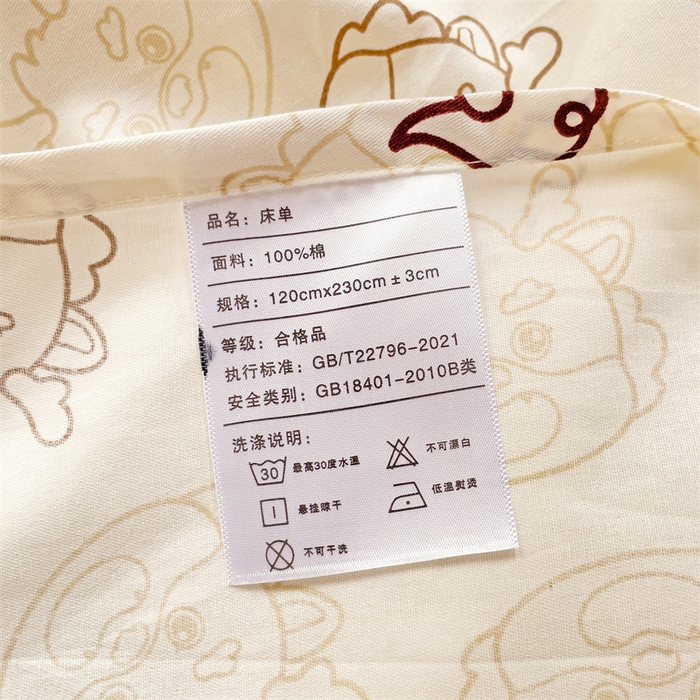 品名：床单
面料：100%棉
规格：120cmx230cm±3cm
等级：合格品
执行标准：GB/T22796-2021
安全类别：GB18401-2010B类
洗涤说明：
30 最高30度水温 不可漂白
悬挂晾干 低温熨烫
不可干洗